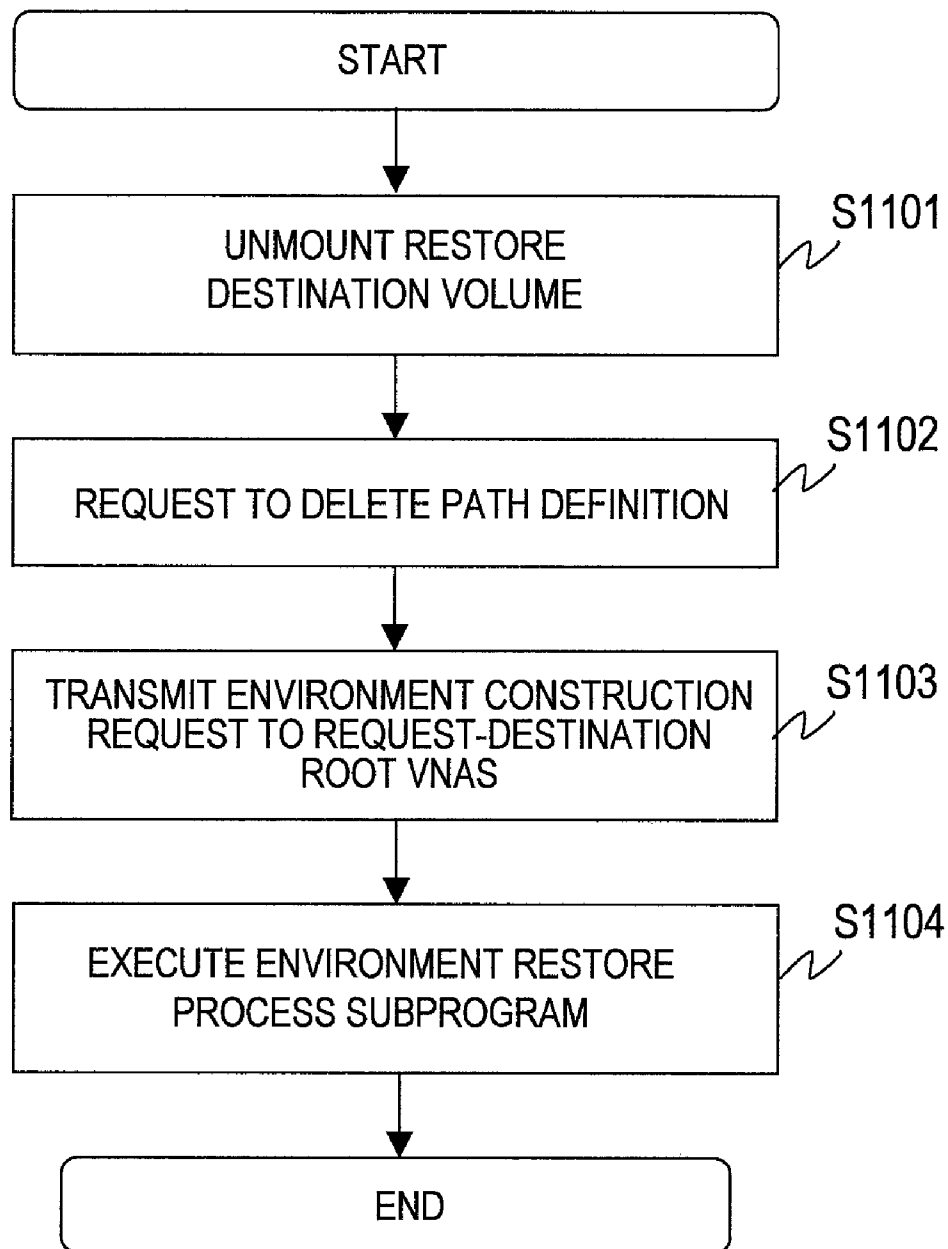 START
S1101
UNMOUNT RESTORE
DESTINATION VOLUME
S1102
REQUEST TO DELETE PATH DEFINITION
S1103
TRANSMIT ENVIRONMENT CONSTRUCTION
REQUEST TO REQUEST-DESTINATION
ROOT VNAS
S1104
EXECUTE ENVIRONMENT RESTORE
PROCESS SUBPROGRAM
END